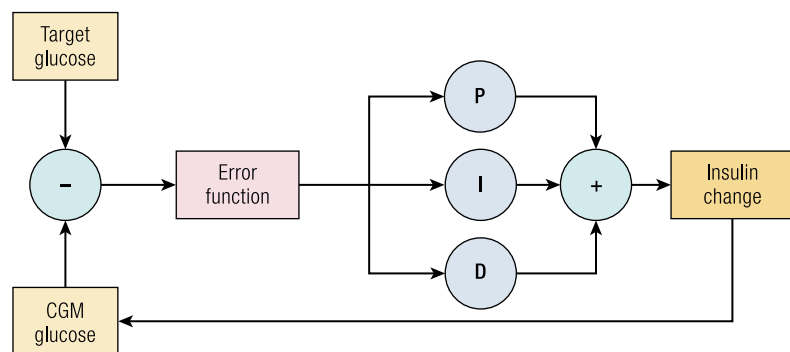 Target
glucose
–
Error
function
P
I
D
+
Insulin
change
CGM
glucose